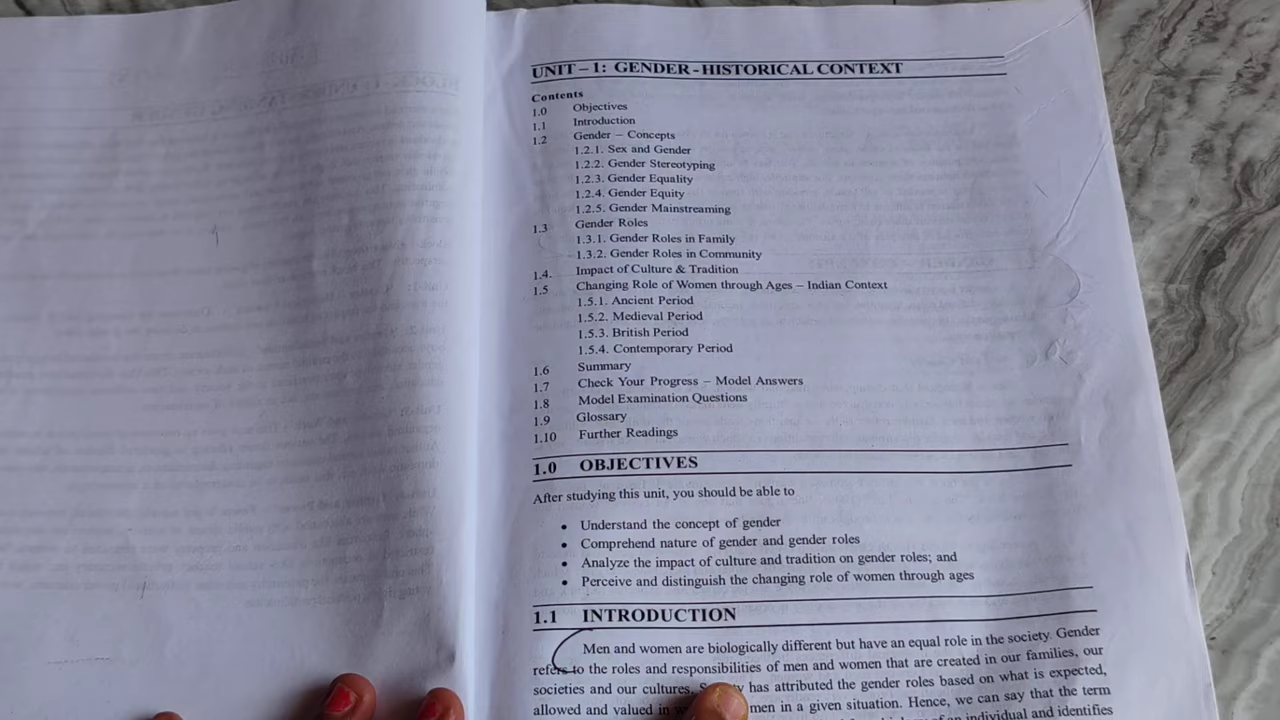 UNIT – 1: GENDER - HISTORICAL CONTEXT
Contents
1.0 Objectives
1.1 Introduction
1.2 Gender – Concepts
1.2.1. Sex and Gender
1.2.2. Gender Stereotyping
1.2.3. Gender Equality
1.2.4. Gender Equity
1.2.5. Gender Mainstreaming
1.3 Gender Roles
1.3.1. Gender Roles in Family
1.3.2. Gender Roles in Community
1.4. Impact of Culture & Tradition
1.5 Changing Role of Women through Ages – Indian Context
1.5.1. Ancient Period
1.5.2. Medieval Period
1.5.3. British Period
1.5.4. Contemporary Period
1.6 Summary
1.7 Check Your Progress – Model Answers
1.8 Model Examination Questions
1.9 Glossary
1.10 Further Readings
1.0 OBJECTIVES
After studying this unit, you should be able to
• Understand the concept of gender
• Comprehend nature of gender and gender roles
• Analyze the impact of culture and tradition on gender roles; and
• Perceive and distinguish the changing role of women through ages
1.1 INTRODUCTION
Men and women are biologically different but have an equal role in the society. Gender
refers to the roles and responsibilities of men and women that are created in our families, our
societies and our cultures. has attributed the gender roles based on what is expected,
allowed and valued in men in a given situation. Hence, we can say that the term
of an individual and identifies